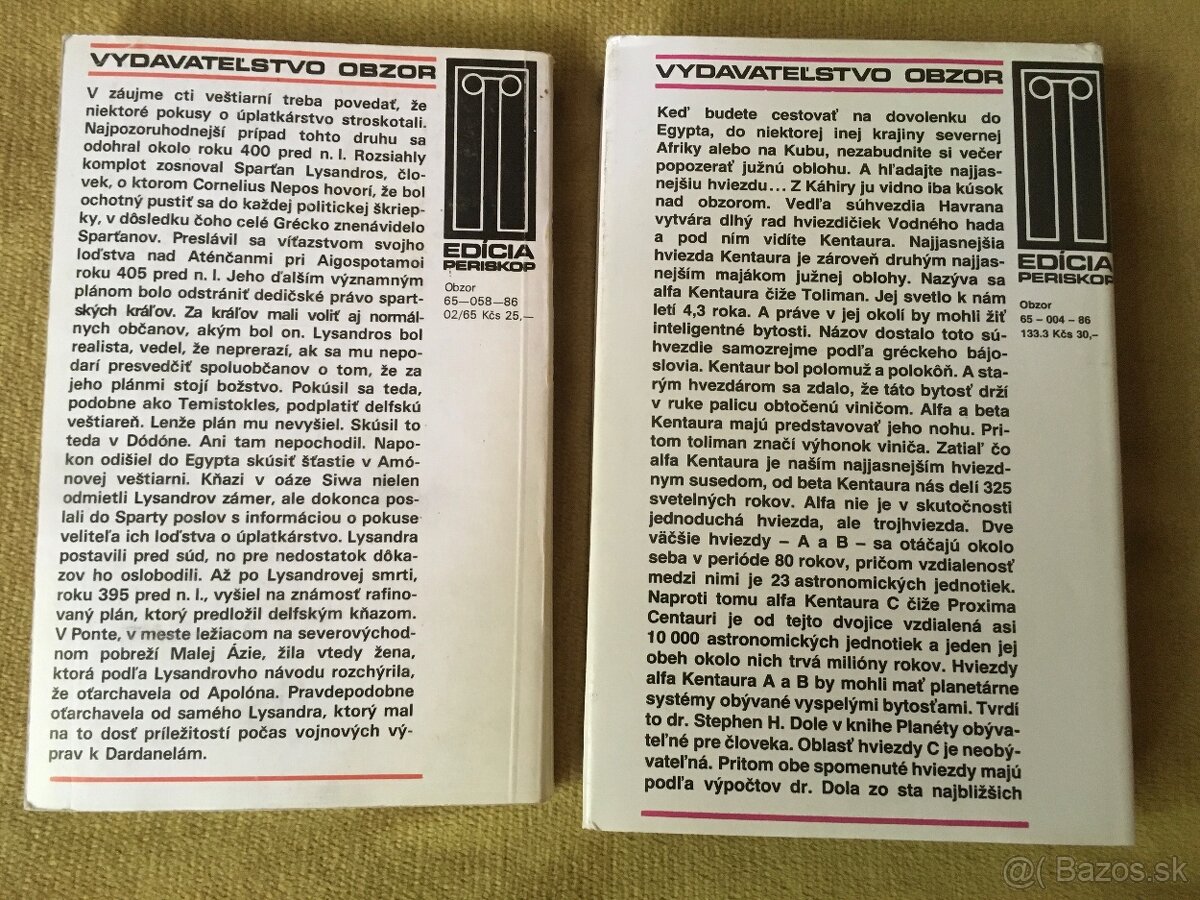 VYDAVATEĽSTVO OBZOR
V záujme cti veštiarní treba povedať, že
niektoré pokusy o úplatkárstvo stroskotali.
Najpozoruhodnejší prípad tohto druhu sa
odohral okolo roku 400 pred n. l. Rozsiahly
komplot zosnoval Sparťan Lysandros, člo-
vek, o ktorom Cornelius Nepos hovorí, že bol
ochotný pustiť sa do každej politickej škriep-
ky, v dôsledku čoho celé Grécko znenávidelo
Sparťanov. Preslávil sa víťazstvom svojho
loďstva nad Aténčanmi pri Aigospotamoi
roku 405 pred n. l. Jeho ďalším významným
plánom bolo odstrániť dedičské právo spart-
ských kráľov. Za kráľov mali voliť aj normál-
nych občanov, akým bol on. Lysandros bol
realista, vedel, že neprerazí, ak sa mu nepo-
darí presvedčiť spoluobčanov o tom, že za
jeho plánmi stojí božstvo. Pokúsil sa teda,
podobne ako Temistokles, podplatiť delfskú
veštiareň. Lenže plán mu nevyšiel. Skúsil to
teda v Dódóne. Ani tam nepochodil. Napo-
kon odišiel do Egypta skúsiť šťastie v Amó-
novej veštiarni. Kňazi v oáze Siwa nielen
odmietli Lysandrov zámer, ale dokonca pos-
lali do Sparty poslov s informáciou o pokuse
veliteľa ich loďstva o úplatkárstvo. Lysandra
postavili pred súd, no pre nedostatok dôka-
zov ho oslobodili. Až po Lysandrovej smrti,
roku 395 pred n. l., vyšiel na známosť rafino-
vaný plán, ktorý predložil delfským kňazom.
V Ponte, v meste ležiacom na severovýchod-
nom pobreží Malej Ázie, žila vtedy žena,
ktorá podľa Lysandrovho návodu rozchýrila,
že oťarchavela od Apolóna. Pravdepodobne
oťarchavela od samého Lysandra, ktorý mal
na to dosť príležitostí počas vojnových vý-
prav k Dardanelám.
EDÍCIA
PERISKOP
Obzor
65—058—86
02/65 Kčs 25,—
VYDAVATEĽSTVO OBZOR
Keď budete cestovať na dovolenku do
Egypta, do niektorej inej krajiny severnej
Afriky alebo na Kubu, nezabudnite si večer
popozerať južnú oblohu. A hľadajte najjas-
nejšiu hviezdu... Z Káhiry ju vidno iba kúsok
nad obzorom. Vedľa súhvezdia Havrana
vytvára dlhý rad hviezdičiek Vodného hada
a pod ním vidíte Kentaura. Najjasnejšia
hviezda Kentaura je zároveň druhým najjas-
nejším majákom južnej oblohy. Nazýva sa
alfa Kentaura čiže Toliman. Jej svetlo k nám
letí 4,3 roka. A práve v jej okolí by mohli žiť
inteligentné bytosti. Názov dostalo toto sú-
hvezdie samozrejme podľa gréckeho bájo-
slovia. Kentaur bol polomuž a polokôň. A sta-
rým hvezdárom sa zdalo, že táto bytosť drží
v ruke palicu obtočenú viničom. Alfa a beta
Kentaura majú predstavovať jeho nohu. Pri-
tom toliman značí výhonok viniča. Zatiaľ čo
alfa Kentaura je naším najjasnejším hviezd-
nym susedom, od beta Kentaura nás delí 325
svetelných rokov. Alfa nie je v skutočnosti
jednoduchá hviezda, ale trojhviezda. Dve
väčšie hviezdy – A a B – sa otáčajú okolo
seba v perióde 80 rokov, pričom vzdialenosť
medzi nimi je 23 astronomických jednotiek.
Naproti tomu alfa Kentaura C čiže Proxima
Centauri je od tejto dvojice vzdialená asi
10 000 astronomických jednotiek a jeden jej
obeh okolo nich trvá milióny rokov. Hviezdy
alfa Kentaura A a B by mohli mať planetárne
systémy obývané vyspelými bytosťami. Tvrdí
to dr. Stephen H. Dole v knihe Planéty obýva-
teľné pre človeka. Oblasť hviezdy C je neobý-
vateľná. Pritom obe spomenuté hviezdy majú
podľa výpočtov dr. Dola zo sta najbližších
EDÍCIA
PERISKOP
Obzor
65 – 004 – 86
133.3 Kčs 30,–
Bazos.sk